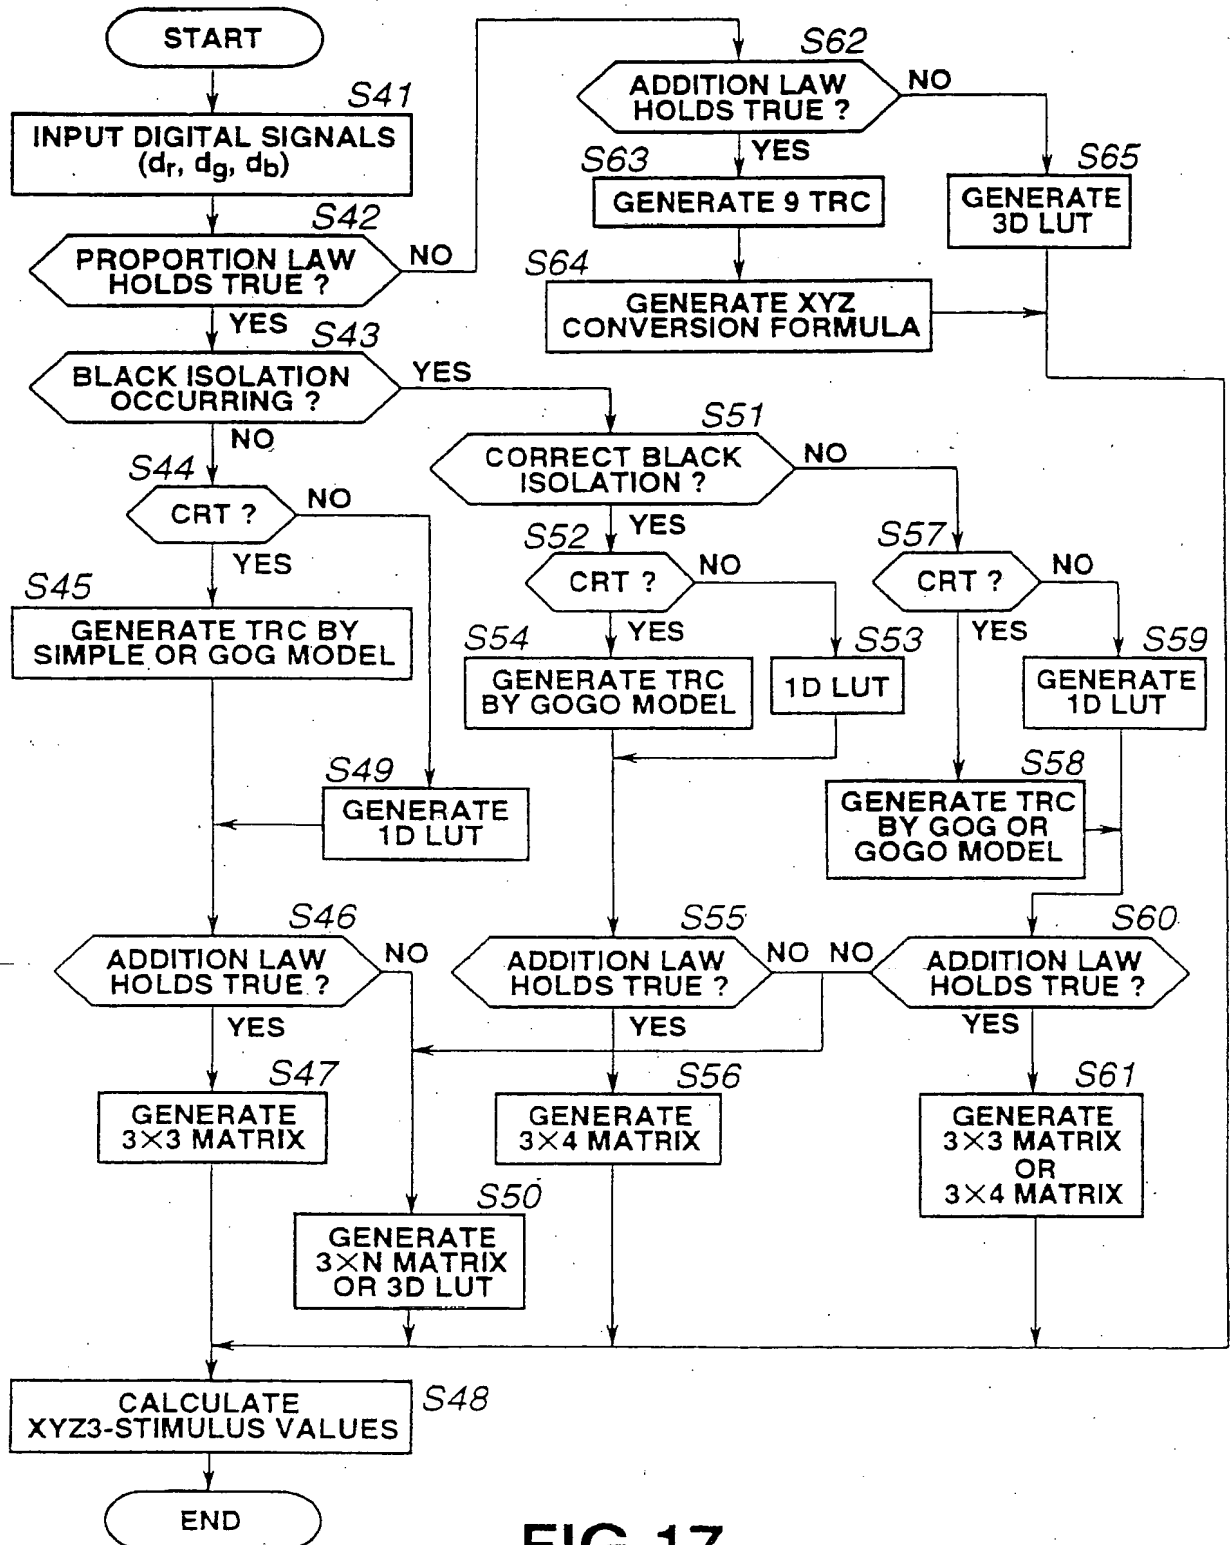 START
S41
INPUT DIGITAL SIGNALS
(dr, dg, db)
S42
PROPORTION LAW
HOLDS TRUE ?
NO
YES
S62
ADDITION LAW
HOLDS TRUE ?
NO
YES
S63
GENERATE 9 TRC
S65
GENERATE
3D LUT
S64
GENERATE XYZ
CONVERSION FORMULA
S43
BLACK ISOLATION
OCCURRING ?
YES
NO
S44
CRT ?
NO
YES
S45
GENERATE TRC BY
SIMPLE OR GOG MODEL
S49
GENERATE
1D LUT
S51
CORRECT BLACK
ISOLATION ?
NO
YES
S52
CRT ?
NO
YES
S54
GENERATE TRC
BY GOGO MODEL
S53
1D LUT
S57
CRT ?
NO
YES
S59
GENERATE
1D LUT
S58
GENERATE TRC
BY GOG OR
GOGO MODEL
S46
ADDITION LAW
HOLDS TRUE ?
NO
YES
S55
ADDITION LAW
HOLDS TRUE ?
NO
YES
S60
NO
ADDITION LAW
HOLDS TRUE ?
YES
S47
GENERATE
3×3 MATRIX
S56
GENERATE
3×4 MATRIX
S61
GENERATE
3×3 MATRIX
OR
3×4 MATRIX
S50
GENERATE
3×N MATRIX
OR 3D LUT
CALCULATE
XYZ3-STIMULUS VALUES
S48
END
FIG.17